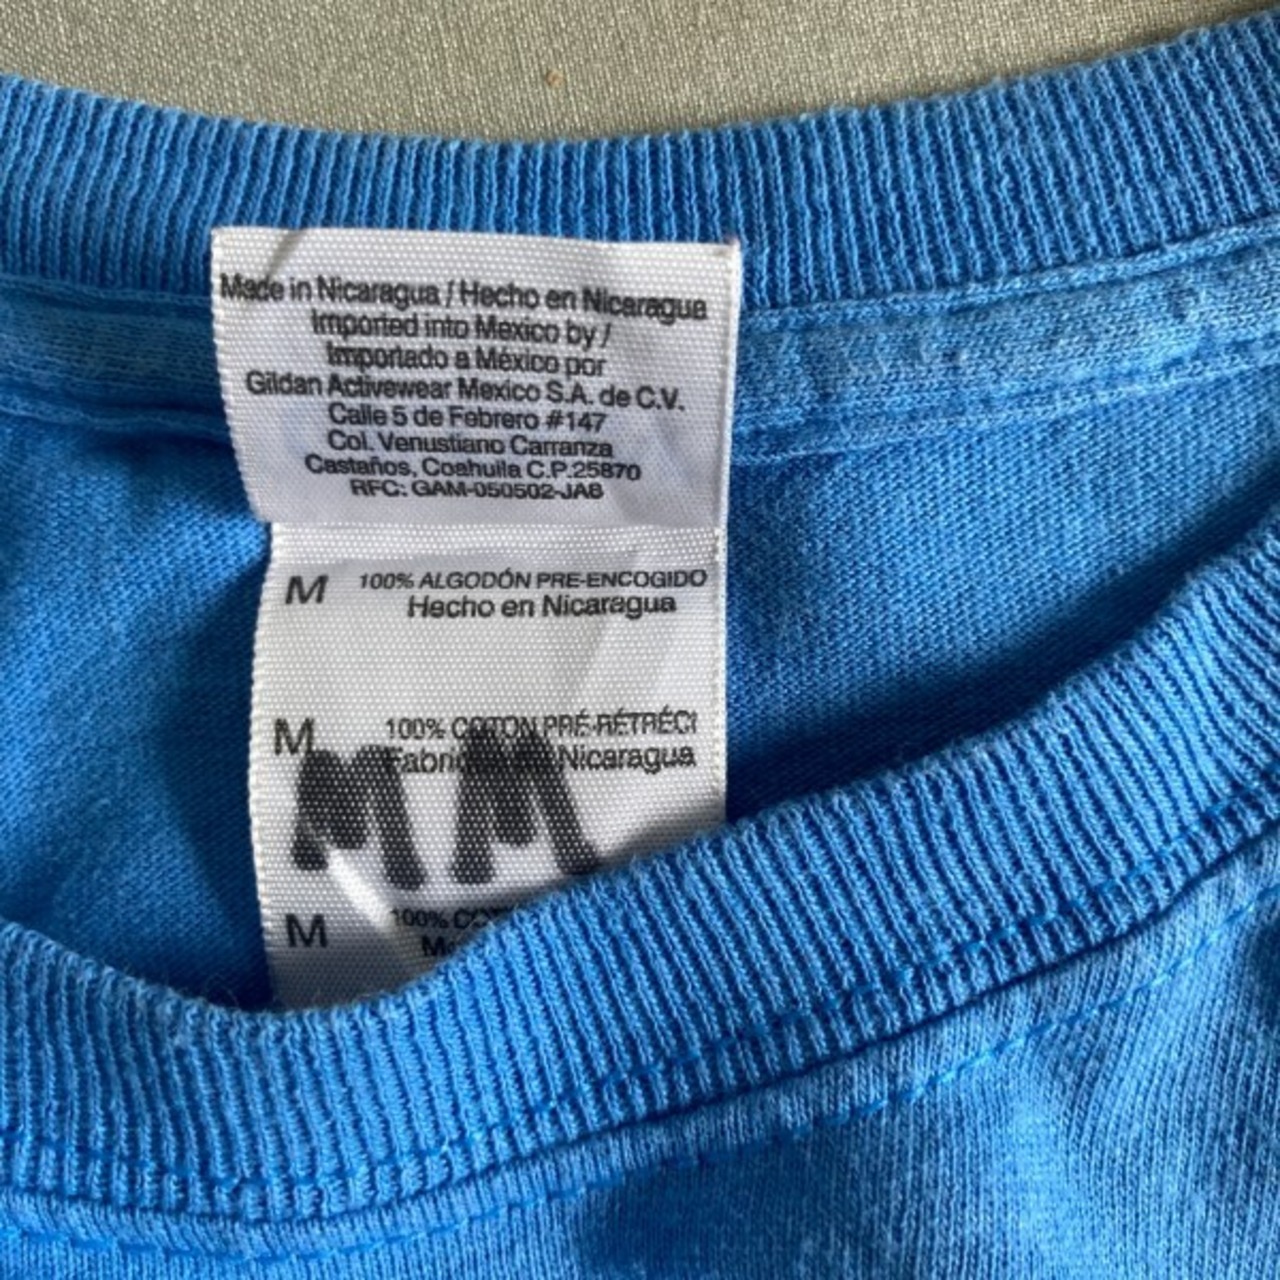 Made in Nicaragua / Hecho en Nicaragua
Imported into Mexico by /
Importado a México por
Gildan Activewear Mexico S.A. de C.V.
Calle 5 de Febrero #147
Col. Venustiano Carranza
Castaños, Coahuila C.P.25870
RFC: GAM-050502-JA8
M 100% ALGODÓN PRE-ENCOGIDO
Hecho en Nicaragua
M 100% COTON PRÉ-RÉTRÉCI
Nicaragua
M M
M 100%